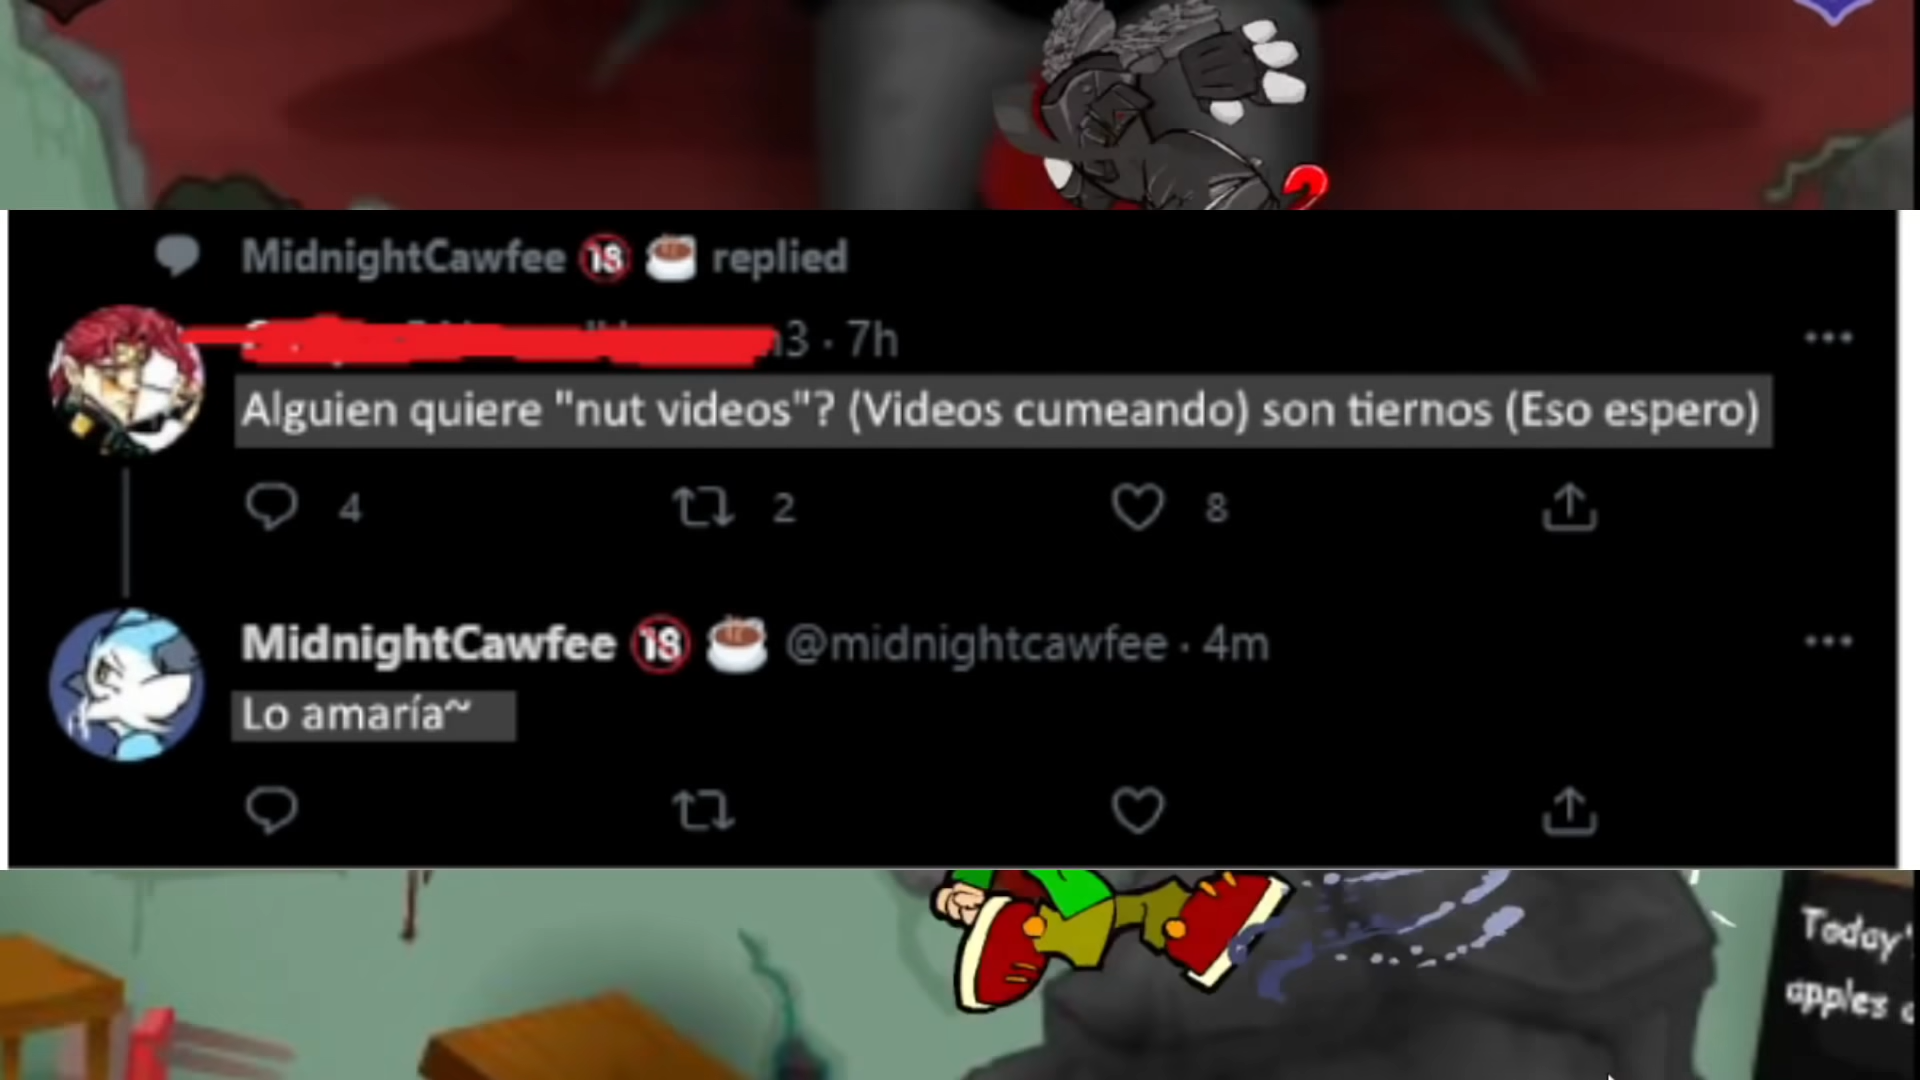 MidnightCawfee 🔞 ☕ replied
3 · 7h
Alguien quiere "nut videos"? (Videos cumeando) son tiernos (Eso espero)
4 2 8
MidnightCawfee 🔞 ☕ @midnightcawfee · 4m
Lo amaría~
Today'
apples